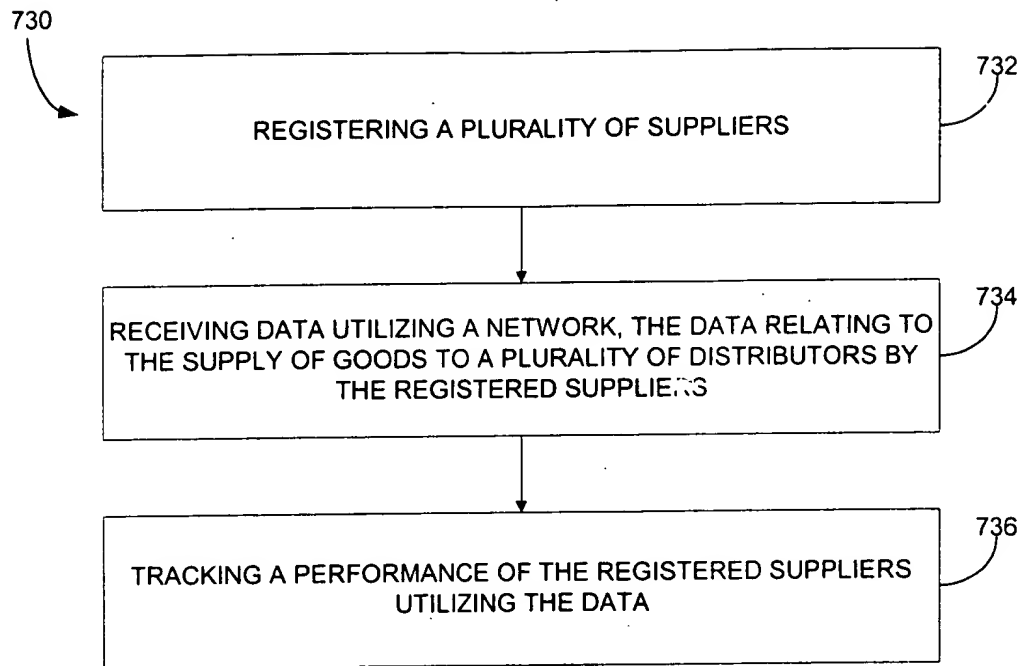 730
732
REGISTERING A PLURALITY OF SUPPLIERS
734
RECEIVING DATA UTILIZING A NETWORK, THE DATA RELATING TO
THE SUPPLY OF GOODS TO A PLURALITY OF DISTRIBUTORS BY
THE REGISTERED SUPPLIERS
736
TRACKING A PERFORMANCE OF THE REGISTERED SUPPLIERS
UTILIZING THE DATA